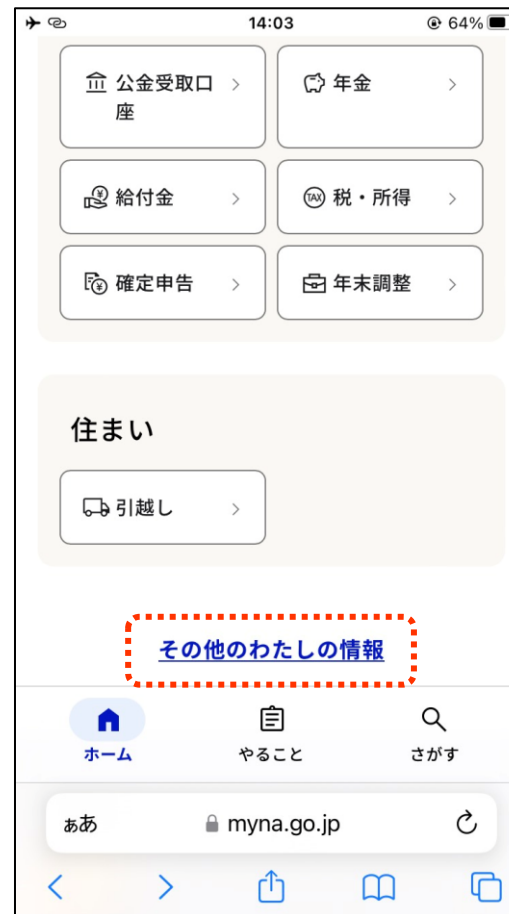 14:03
64%
公金受取口
座
年金
給付金
TAX 税・所得
確定申告
年末調整
住まい
引越し
その他のわたしの情報
ホーム
やること
さがす
ぁあ
myna.go.jp